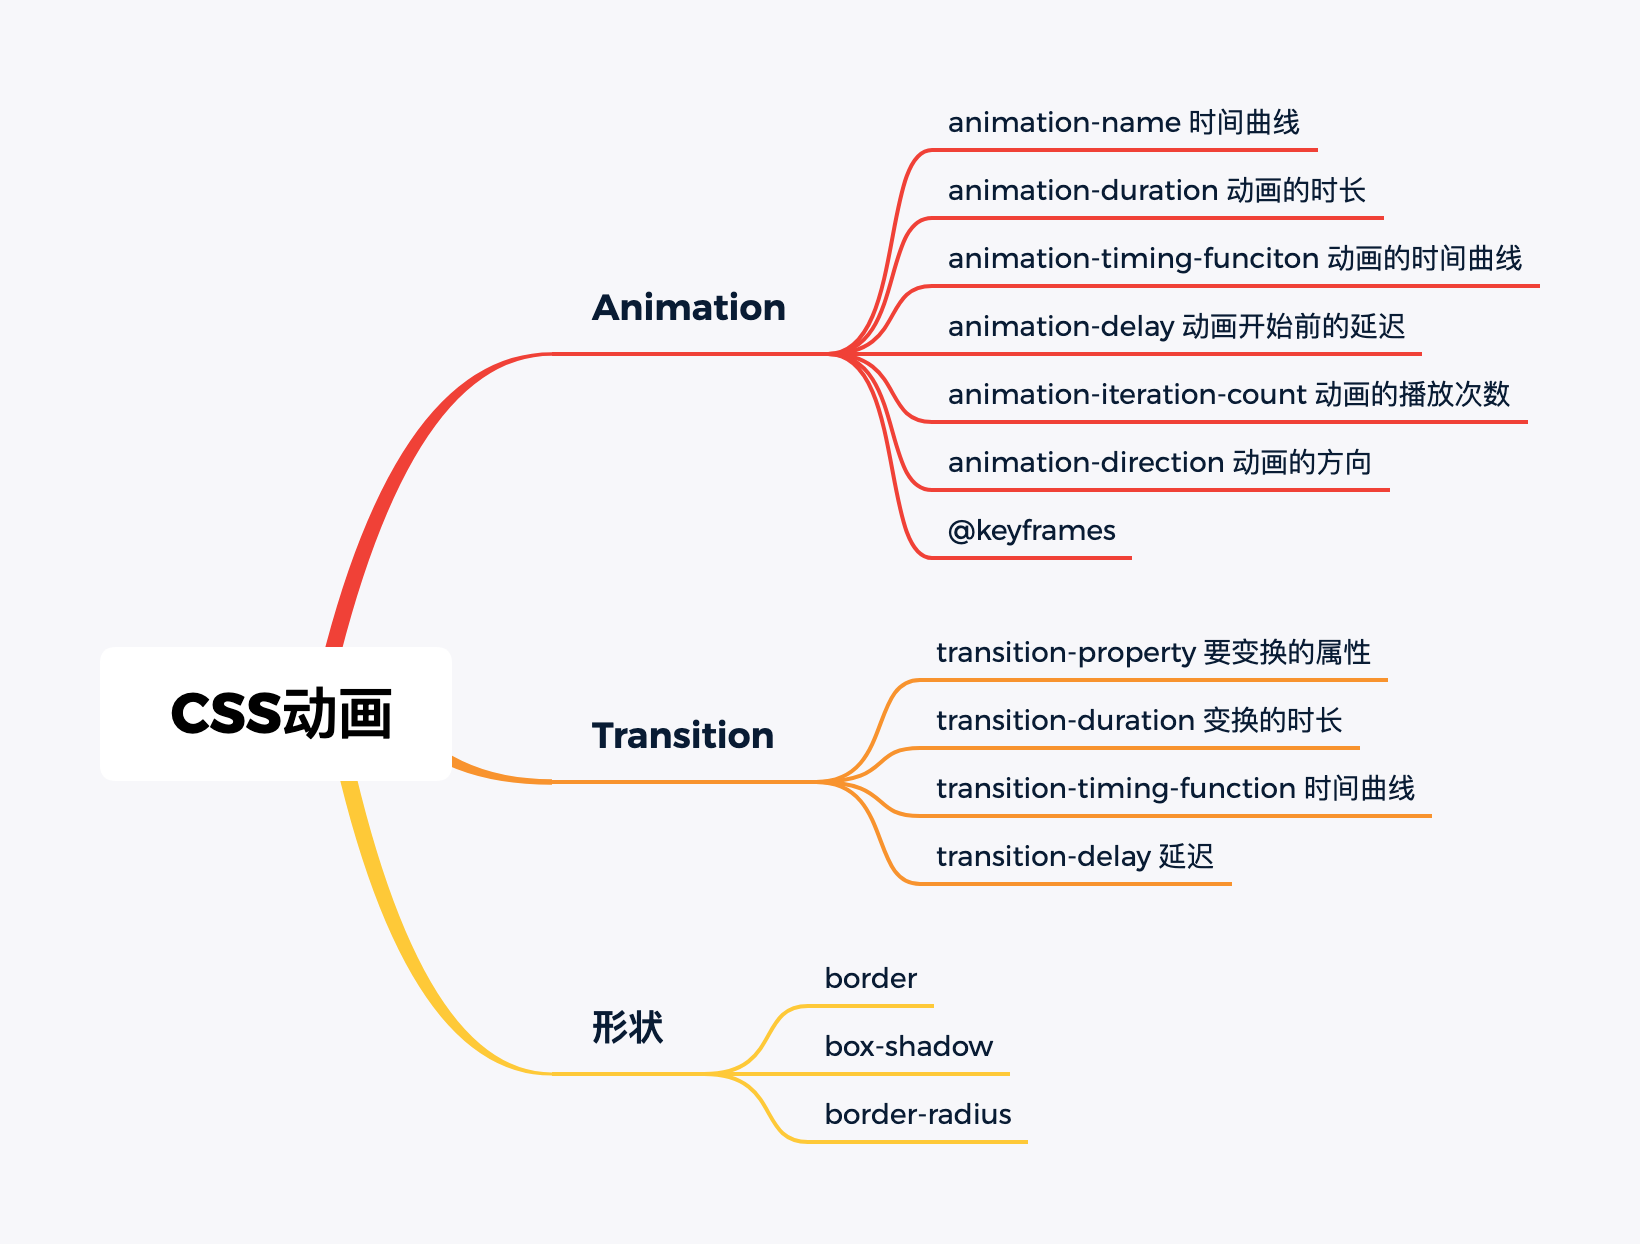 CSS动画
Animation
animation-name 时间曲线
animation-duration 动画的时长
animation-timing-funciton 动画的时间曲线
animation-delay 动画开始前的延迟
animation-iteration-count 动画的播放次数
animation-direction 动画的方向
@keyframes
Transition
transition-property 要变换的属性
transition-duration 变换的时长
transition-timing-function 时间曲线
transition-delay 延迟
形状
border
box-shadow
border-radius